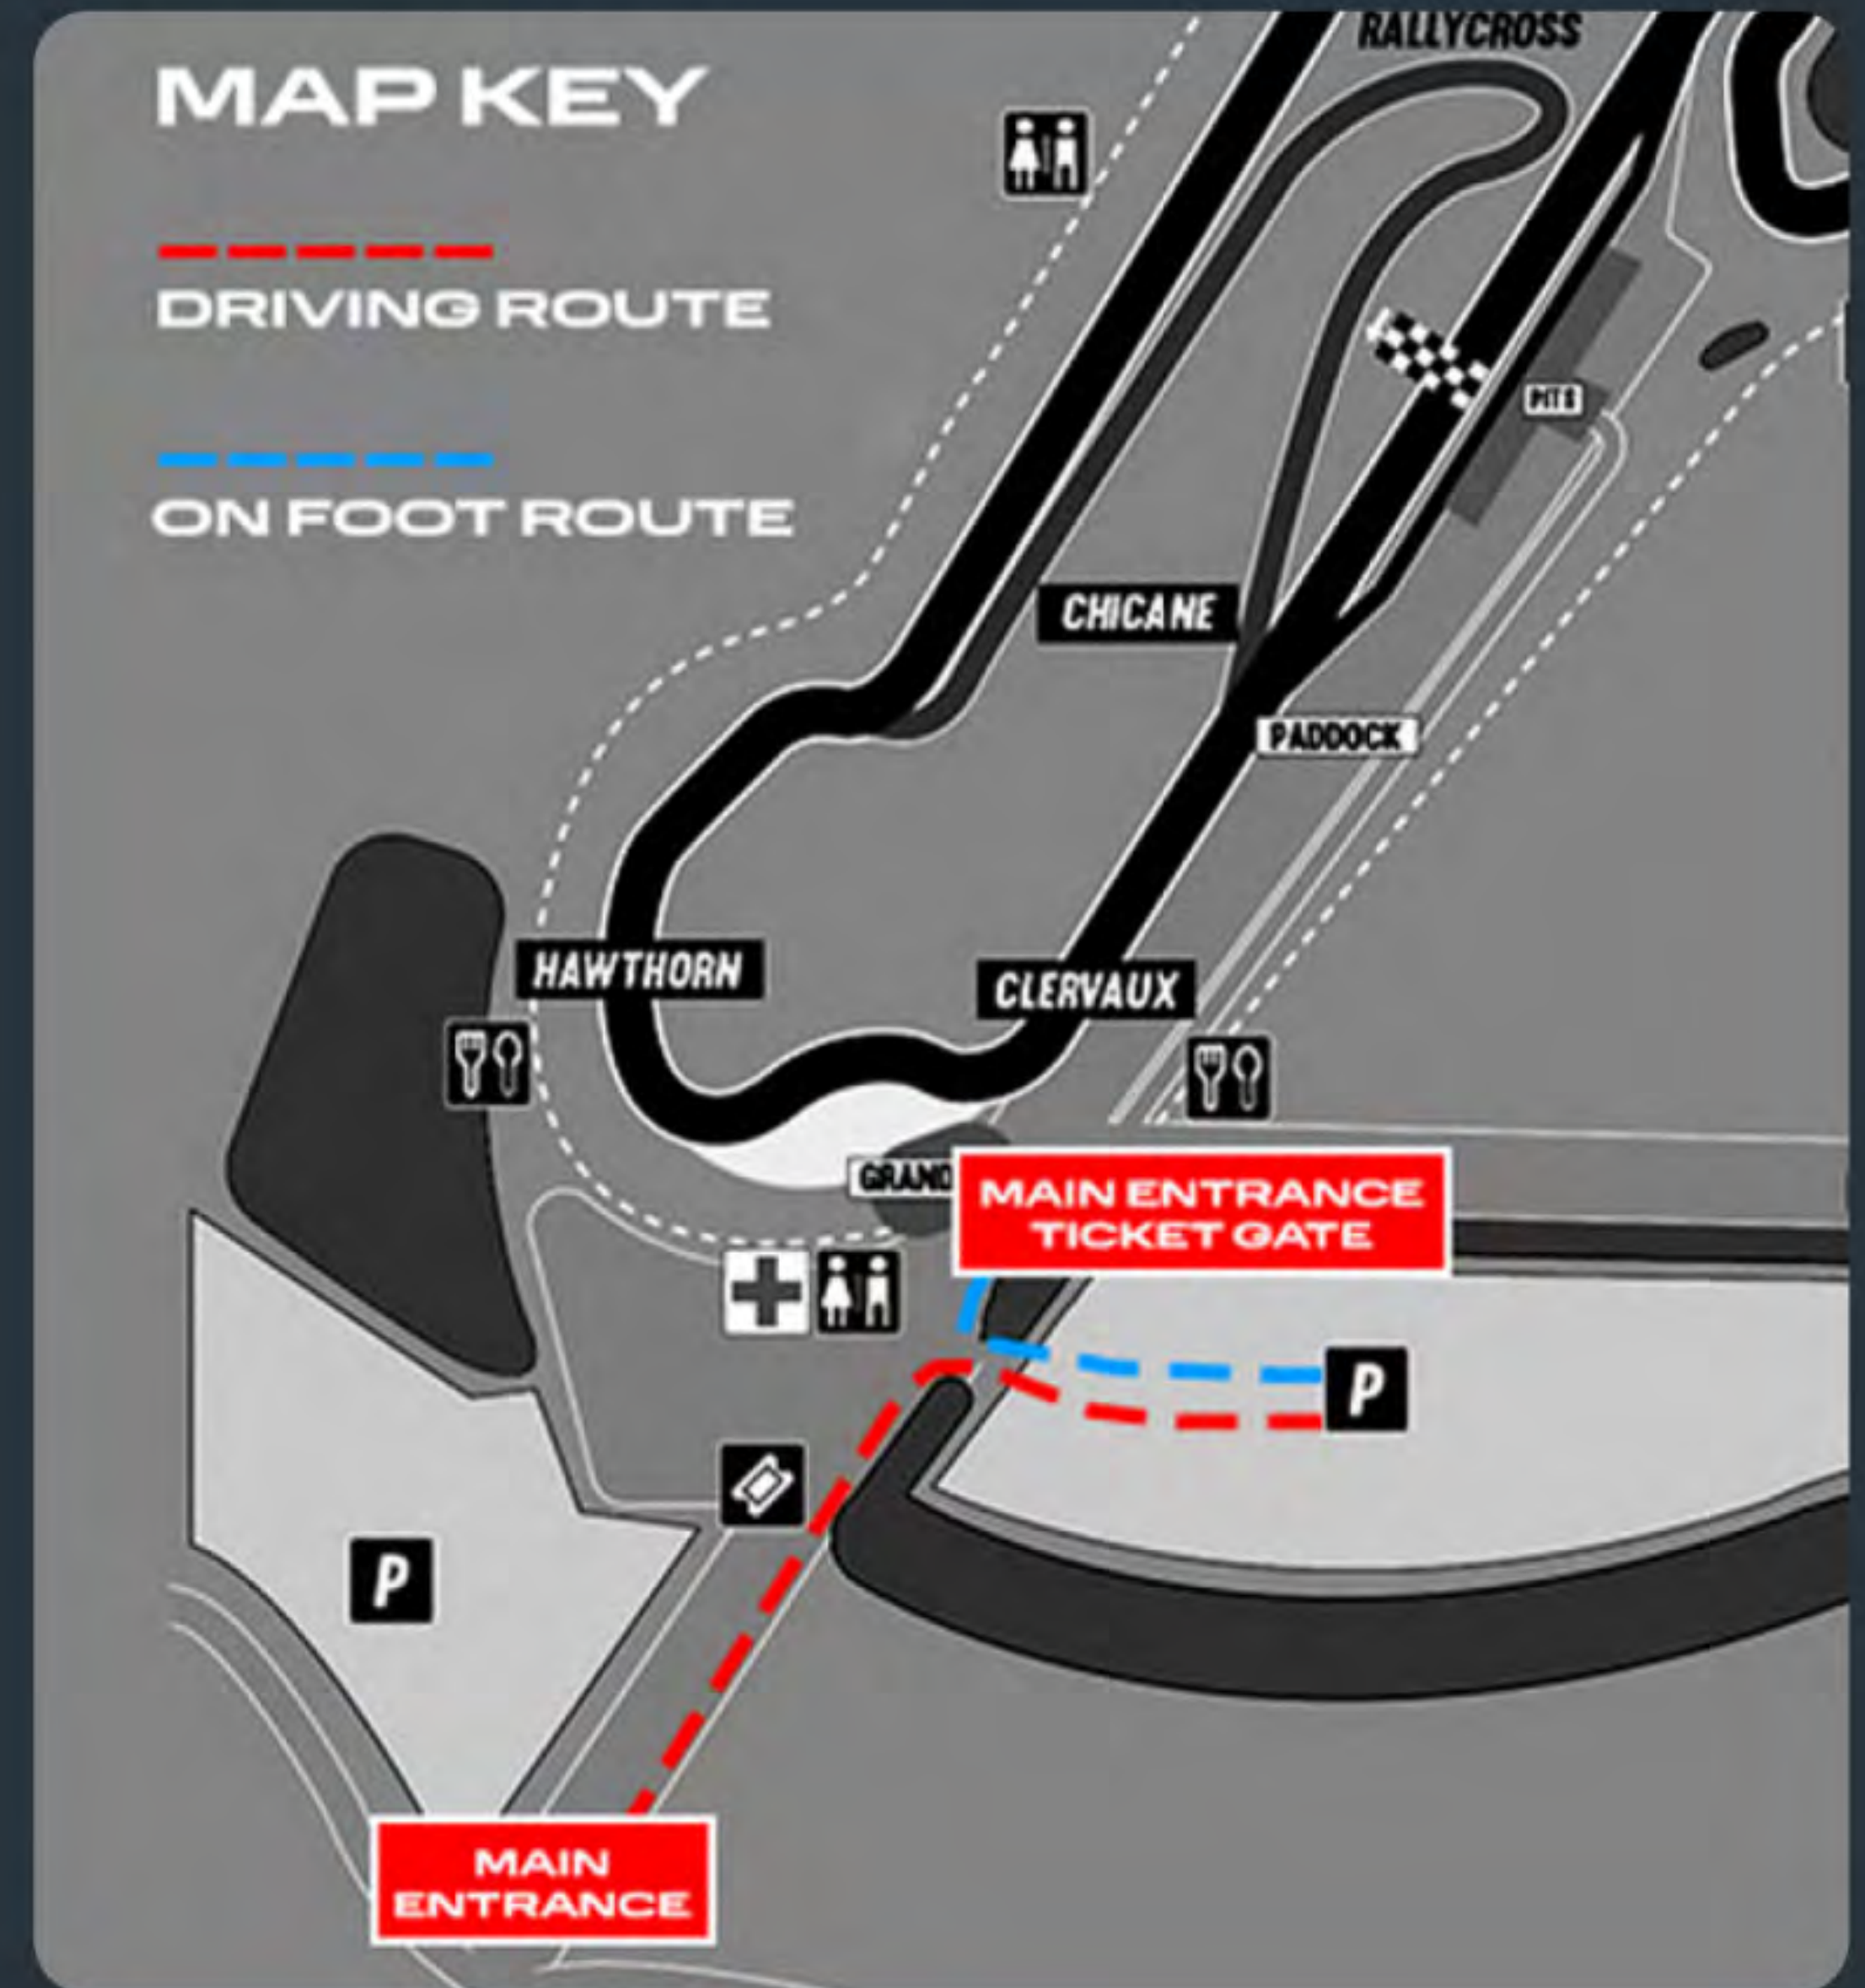 RALLYCROSS
MAP KEY
DRIVING ROUTE
PITS
ON FOOT ROUTE
CHICANE
PADDOCK
HAWTHORN
CLERVAUX
GRAND
MAIN ENTRANCE
TICKET GATE
P
P
MAIN
ENTRANCE